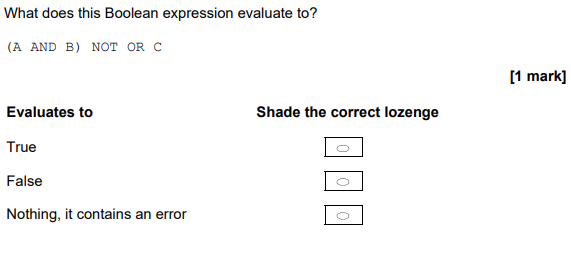 What does this Boolean expression evaluate to?
(A AND B) NOT OR C
[1 mark]
Evaluates to Shade the correct lozenge
True
False
Nothing, it contains an error